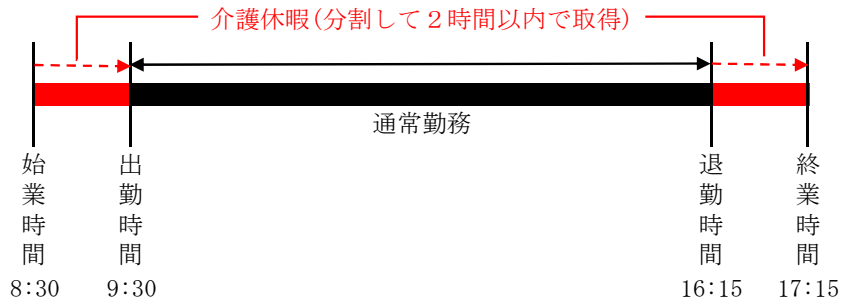 介護休暇(分割して２時間以内で取得)
通常勤務
始業時間
8:30
出勤時間
9:30
退勤時間
16:15
終業時間
17:15